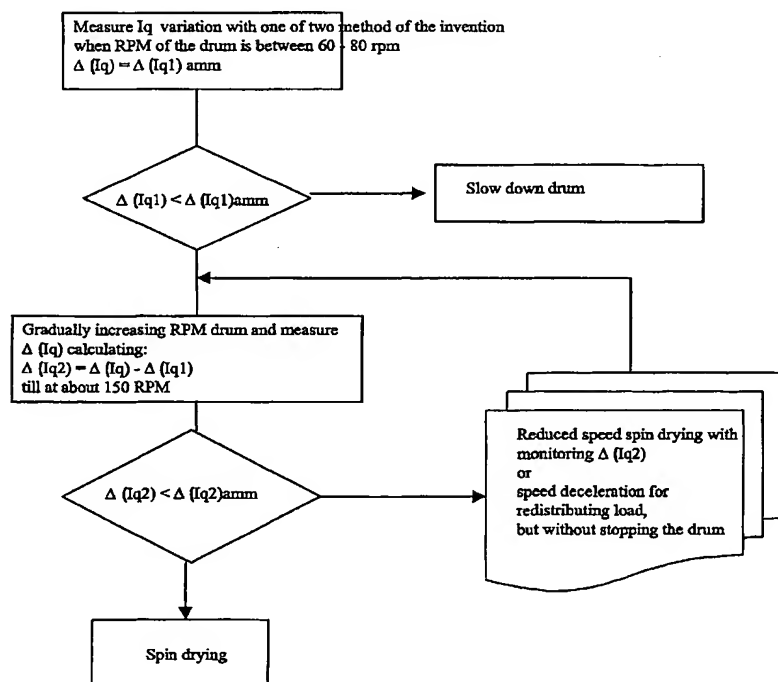 Measure Iq variation with one of two method of the invention
when RPM of the drum is between 60 - 80 rpm
Δ (Iq) = Δ (Iq1) amm
Δ (Iq1) < Δ (Iq1)amm
Slow down drum
Gradually increasing RPM drum and measure
Δ (Iq) calculating:
Δ (Iq2) = Δ (Iq) - Δ (Iq1)
till at about 150 RPM
Δ (Iq2) < Δ (Iq2)amm
Reduced speed spin drying with
monitoring Δ (Iq2)
or
speed deceleration for
redistributing load,
but without stopping the drum
Spin drying